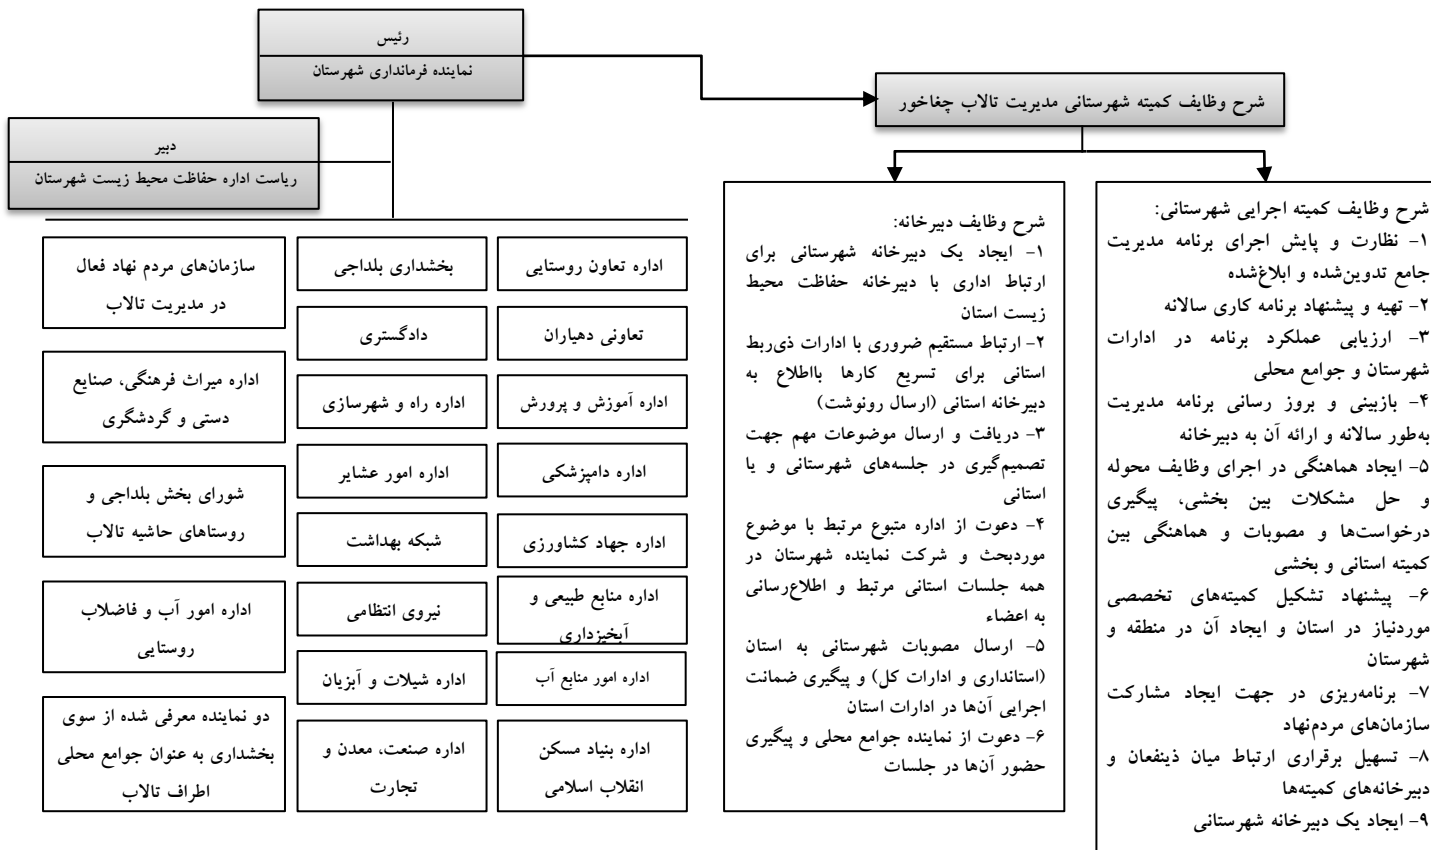 رئیس
نماینده فرمانداری شهرستان
دبیر
ریاست اداره حفاظت محیط زیست شهرستان
شرح وظایف کمیته شهرستانی مدیریت تالاب چغاخور
شرح وظایف کمیته اجرایی شهرستانی:
۱- نظارت و پایش اجرای برنامه مدیریت
جامع تدوین‌شده و ابلاغ‌شده
۲- تهیه و پیشنهاد برنامه کاری سالانه
۳- ارزیابی عملکرد برنامه در ادارات
شهرستان و جوامع محلی
۴- بازبینی و بروز رسانی برنامه مدیریت
به‌طور سالانه و ارائه آن به دبیرخانه
۵- ایجاد هماهنگی در اجرای وظایف محوله
و حل مشکلات بین بخشی، پیگیری
درخواست‌ها و مصوبات و هماهنگی بین
کمیته استانی و بخشی
۶- پیشنهاد تشکیل کمیته‌های تخصصی
موردنیاز در استان و ایجاد آن در منطقه و
شهرستان
۷- برنامه‌ریزی در جهت ایجاد مشارکت
سازمان‌های مردم‌نهاد
۸- تسهیل برقراری ارتباط میان ذینفعان و
دبیرخانه‌های کمیته‌ها
۹- ایجاد یک دبیرخانه شهرستانی
شرح وظایف دبیرخانه:
۱- ایجاد یک دبیرخانه شهرستانی برای
ارتباط اداری با دبیرخانه حفاظت محیط
زیست استان
۲- ارتباط مستقیم ضروری با ادارات ذی‌ربط
استانی برای تسریع کارها بااطلاع به
دبیرخانه استانی (ارسال رونوشت)
۳- دریافت و ارسال موضوعات مهم جهت
تصمیم‌گیری در جلسه‌های شهرستانی و یا
استانی
۴- دعوت از اداره متبوع مرتبط با موضوع
موردبحث و شرکت نماینده شهرستان در
همه جلسات استانی مرتبط و اطلاع‌رسانی
به اعضاء
۵- ارسال مصوبات شهرستانی به استان
(استانداری و ادارات کل) و پیگیری ضمانت
اجرایی آن‌ها در ادارات استان
۶- دعوت از نماینده جوامع محلی و پیگیری
حضور آن‌ها در جلسات
اداره تعاون روستایی
تعاونی دهیاران
اداره آموزش و پرورش
اداره دامپزشکی
اداره جهاد کشاورزی
اداره منابع طبیعی و
آبخیزداری
اداره امور منابع آب
اداره بنیاد مسکن
انقلاب اسلامی
بخشداری بلداجی
دادگستری
اداره راه و شهرسازی
اداره امور عشایر
شبکه بهداشت
نیروی انتظامی
اداره شیلات و آبزیان
اداره صنعت، معدن و
تجارت
سازمان‌های مردم نهاد فعال
در مدیریت تالاب
اداره میراث فرهنگی، صنایع
دستی و گردشگری
شورای بخش بلداجی و
روستاهای حاشیه تالاب
اداره امور آب و فاضلاب
روستایی
دو نماینده معرفی شده از سوی
بخشداری به عنوان جوامع محلی
اطراف تالاب